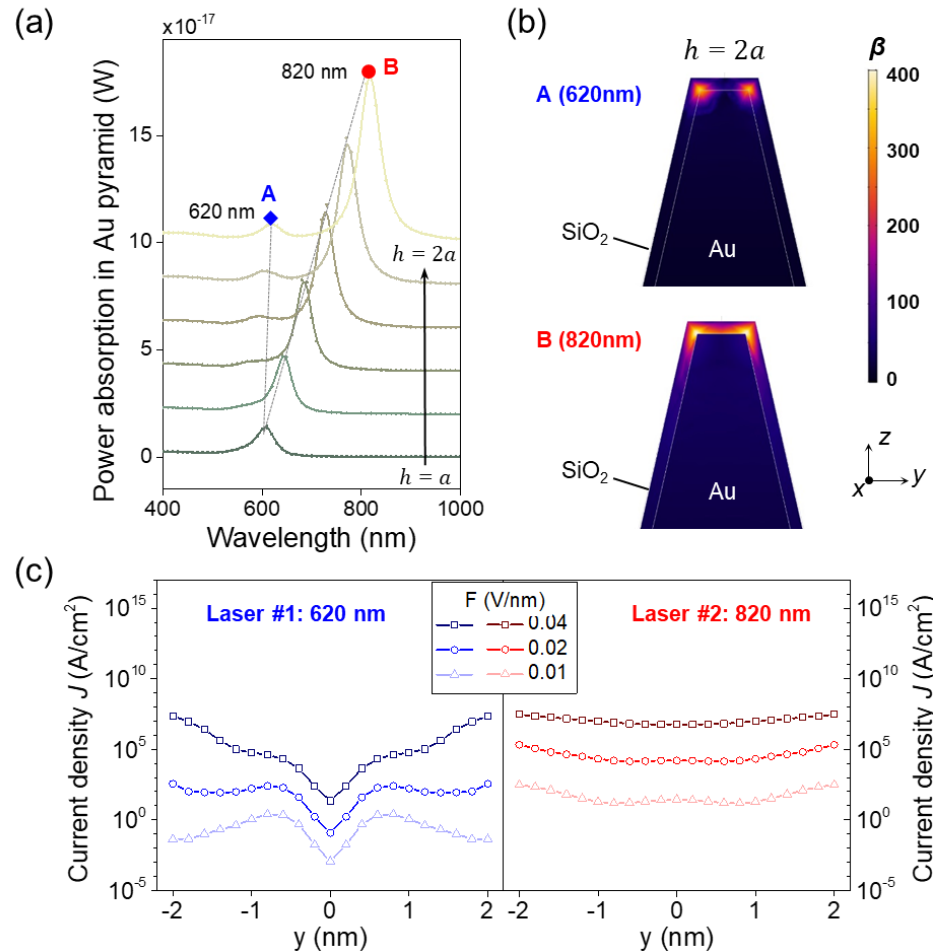 (a)
x10⁻¹⁷
Power absorption in Au pyramid (W)
15
10
5
0
820 nm
B
A
620 nm
h = 2a
h = a
400
600
800
1000
Wavelength (nm)
(b)
h = 2a
β
A (620nm)
SiO₂
Au
B (820nm)
SiO₂
Au
400
300
200
100
0
z
x
y
(c)
Current density J (A/cm²)
10¹⁵
10¹⁰
10⁵
10⁰
10⁻⁵
Laser #1: 620 nm
F (V/nm)
0.04
0.02
0.01
Laser #2: 820 nm
10¹⁵
10¹⁰
10⁵
10⁰
10⁻⁵
Current density J (A/cm²)
-2
-1
0
1
2
y (nm)
-2
-1
0
1
2
y (nm)